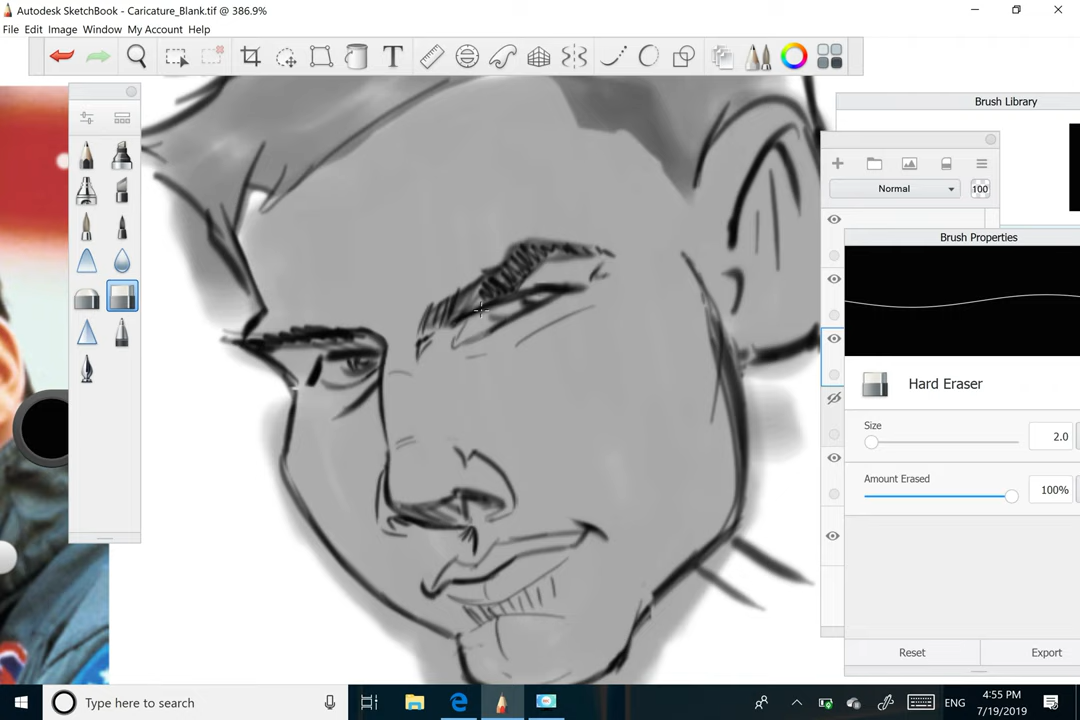 Autodesk SketchBook - Caricature_Blank.tif @ 386.9%
File Edit Image Window My Account Help
T
Brush Library
Normal
100
Brush Properties
Hard Eraser
Size
2.0
Amount Erased
100%
Reset
Export
Type here to search
ENG
4:55 PM
7/19/2019